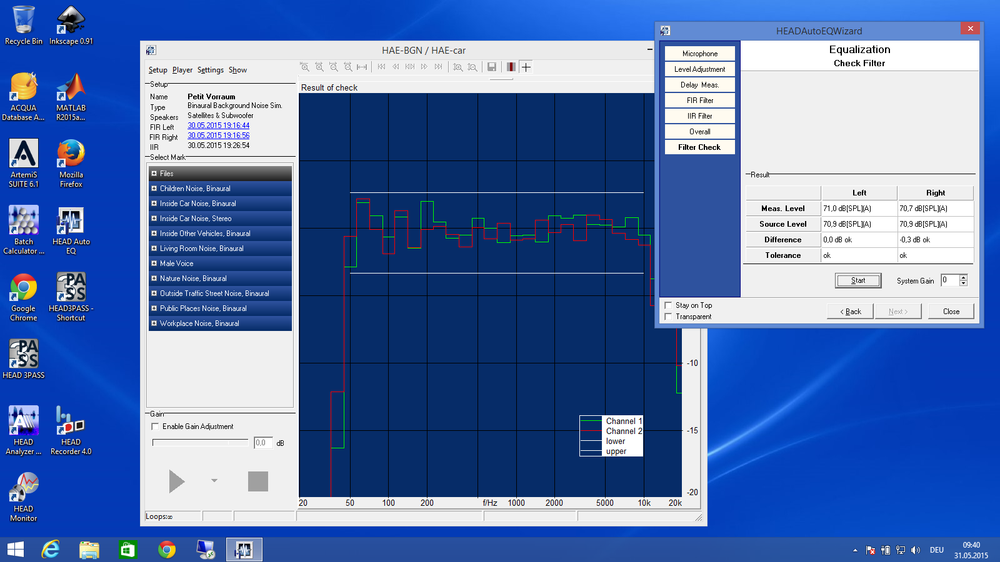 Recycle Bin
Inkscape 0.91
ACQUA
Database A...
MATLAB
R2015a...
ArtemiS
SUITE 6.1
Mozilla
Firefox
Batch
Calculator ...
HEAD Auto
EQ
Google
Chrome
HEAD3PASS -
Shortcut
HEAD 3PASS
HEAD
Analyzer ...
HEAD
Recorder 4.0
HEAD
Monitor
HAE-BGN / HAE-car
Setup Player Settings Show
Setup
Name Petit Vorraum
Type Binaural Background Noise Sim.
Speakers Satellites & Subwoofer
FIR Left 30.05.2015 19:16:44
FIR Right 30.05.2015 19:16:56
IIR 30.05.2015 19:26:54
Select Mark
Files
Children Noise, Binaural
Inside Car Noise, Binaural
Inside Car Noise, Stereo
Inside Other Vehicles, Binaural
Living Room Noise, Binaural
Male Voice
Nature Noise, Binaural
Outside Traffic Street Noise, Binaural
Public Places Noise, Binaural
Workplace Noise, Binaural
Gain
Enable Gain Adjustment
0,0 dB
Loops:∞
Result of check
-10
-15
-20
Channel 1
Channel 2
lower
upper
20 50 100 200 f/Hz 1000 2000 5000 10k 20k
HEADAutoEQWizard
Microphone
Level Adjustment
Delay Meas.
FIR Filter
IIR Filter
Overall
Filter Check
Equalization
Check Filter
Result
Left Right
Meas. Level 71,0 dB[SPL](A) 70,7 dB[SPL](A)
Source Level 70,9 dB[SPL](A) 70,9 dB[SPL](A)
Difference 0,0 dB ok -0,3 dB ok
Tolerance ok ok
Start System Gain 0
Stay on Top
Transparent
< Back Next > Close
DEU
09:40
31.05.2015